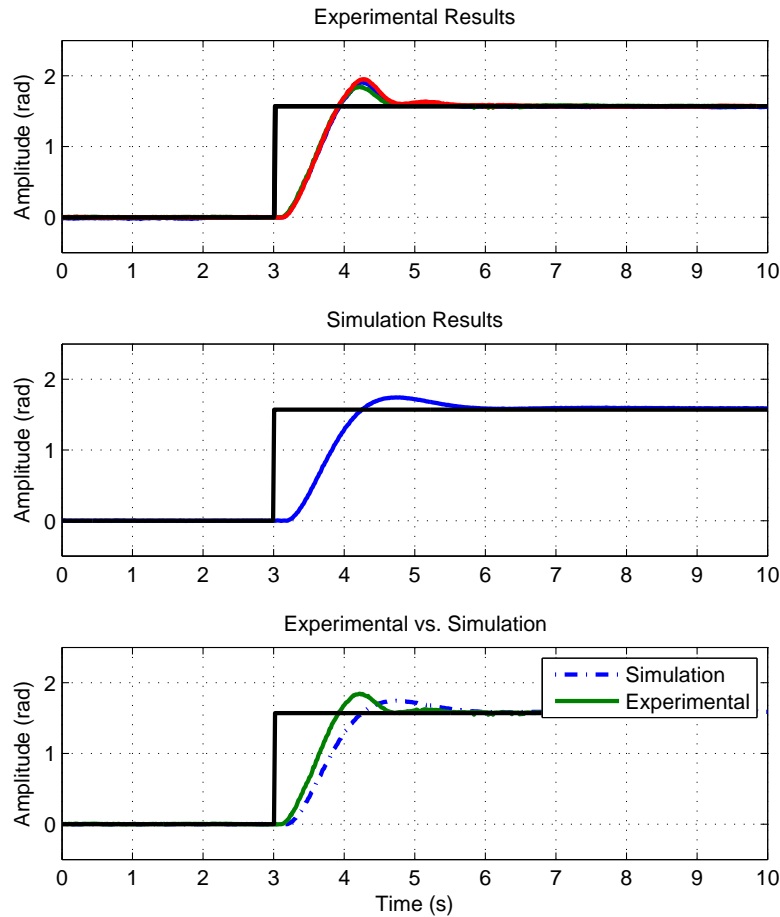 Experimental Results
Amplitude (rad)
2
1
0
0 1 2 3 4 5 6 7 8 9 10
Simulation Results
Amplitude (rad)
2
1
0
0 1 2 3 4 5 6 7 8 9 10
Experimental vs. Simulation
Amplitude (rad)
2
1
0
Simulation
Experimental
0 1 2 3 4 5 6 7 8 9 10
Time (s)